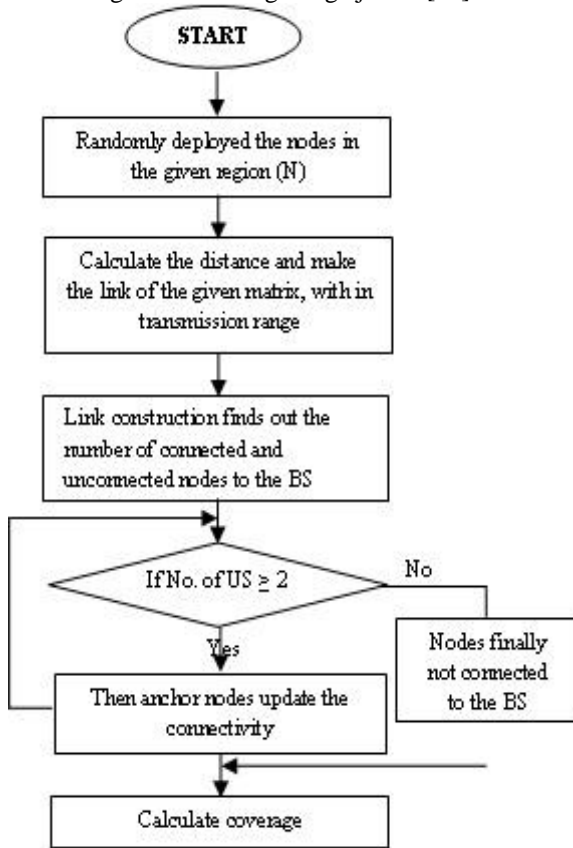 START
Randomly deployed the nodes in
the given region (N)
Calculate the distance and make
the link of the given matrix, with in
transmission range
Link construction finds out the
number of connected and
unconnected nodes to the BS
If No. of US ≥ 2
No
Yes
Nodes finally
not connected
to the BS
Then anchor nodes update the
connectivity
Calculate coverage